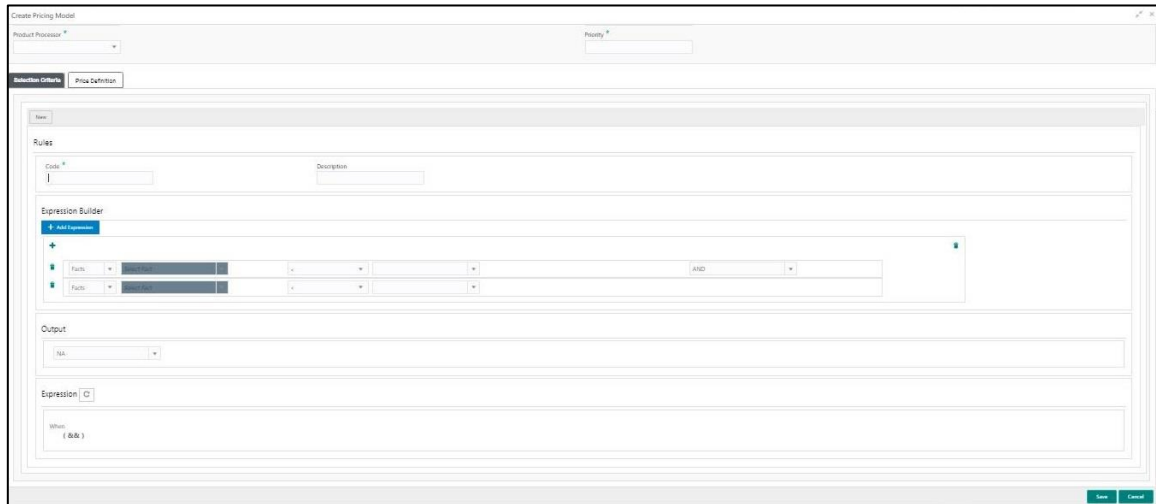 Create Pricing Model
Product Processor *
Priority *
Selection Criteria
Price Definition
New
Rules
Code *
Description
Expression Builder
+ Add Expression
Facts Select Fact < AND
Facts Select Fact <
Output
NA
Expression
When
( && )
Save Cancel